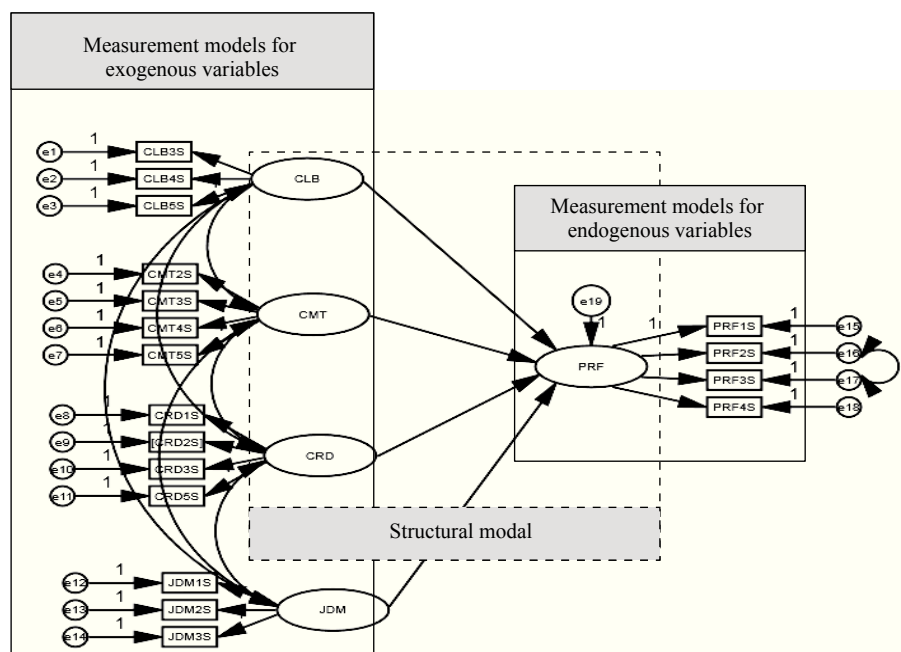 Measurement models for
exogenous variables
1
e1
CLB3S
1
e2
CLB4S
1
e3
CLB5S
CLB
Measurement models for
endogenous variables
1
e4
CMT2S
1
e5
CMT3S
1
e6
CMT4S
1
e7
CMT5S
CMT
e19
1
PRF
1
PRF1S
1
e15
PRF2S
1
e16
PRF3S
1
e17
PRF4S
1
e18
1
e8
CRD1S
1
e9
[CRD2S]
1
e10
CRD3S
1
e11
CRD5S
CRD
Structural modal
1
e12
JDM1S
1
e13
JDM2S
1
e14
JDM3S
JDM